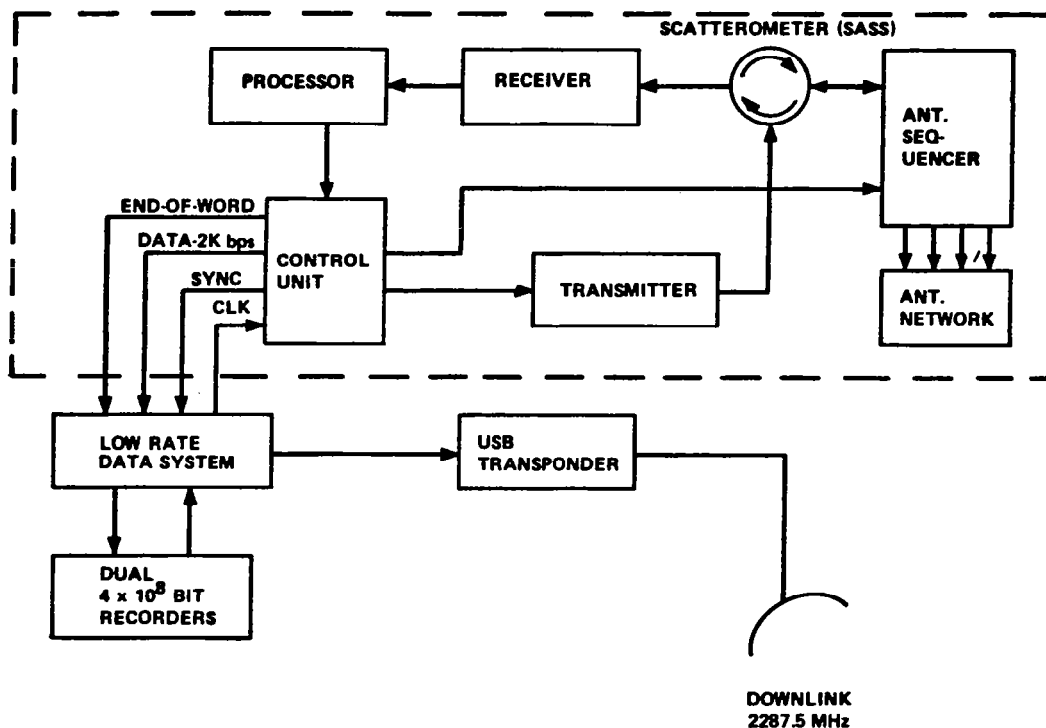 SCATTEROMETER (SASS)
PROCESSOR
RECEIVER
ANT.
SEQ-
UENCER
END-OF-WORD
DATA-2K bps
SYNC
CLK
CONTROL
UNIT
TRANSMITTER
ANT.
NETWORK
LOW RATE
DATA SYSTEM
USB
TRANSPONDER
DUAL
4 x 10⁸ BIT
RECORDERS
DOWNLINK
2287.5 MHz